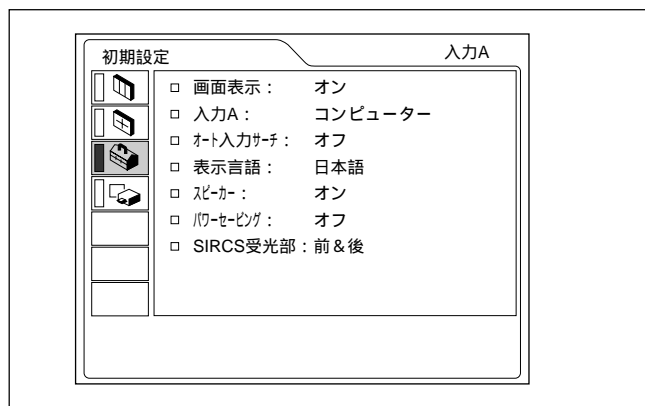 初期設定 入力A
画面表示： オン
入力A： コンピューター
ｵｰﾄ入力ｻｰﾁ： オフ
表示言語： 日本語
ｽﾋﾟｰｶｰ： オン
ﾊﾟﾜｰｾｰﾋﾞﾝｸﾞ： オフ
SIRCS受光部：前＆後